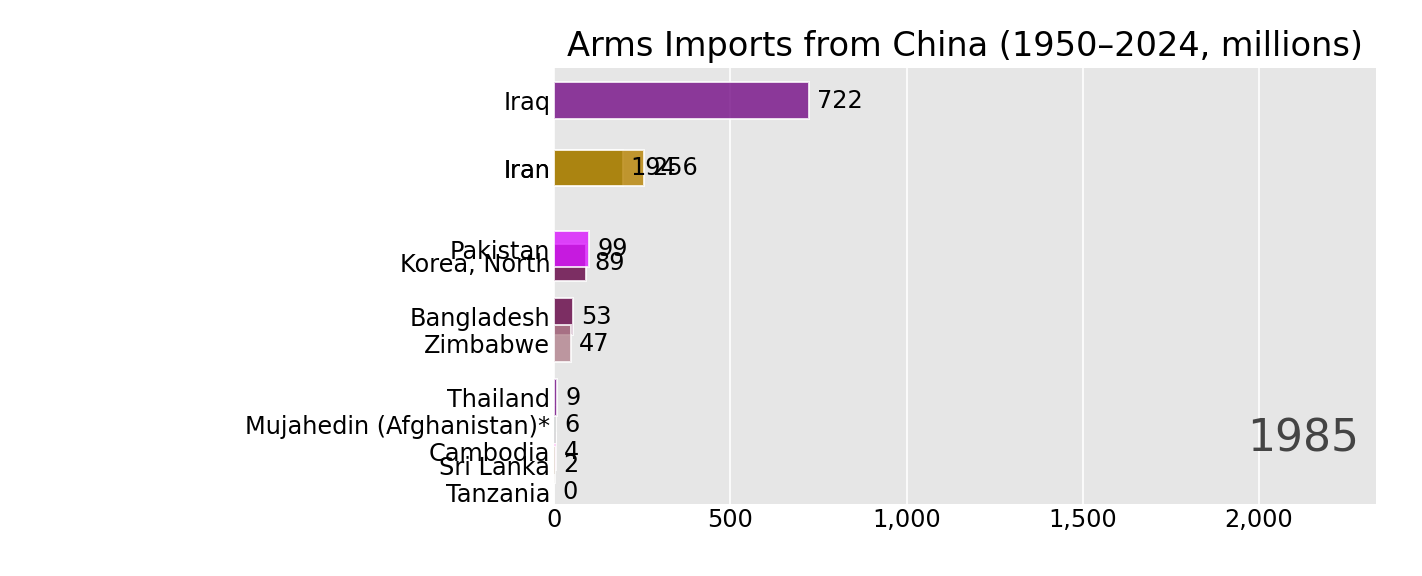 Arms Imports from China (1950–2024, millions)
Iraq 722
Iran 194 256
Pakistan 99
Korea, North 89
Bangladesh 53
Zimbabwe 47
Thailand 9
Mujahedin (Afghanistan)* 6
Cambodia 4
Sri Lanka 2
Tanzania 0
1985
0 500 1,000 1,500 2,000